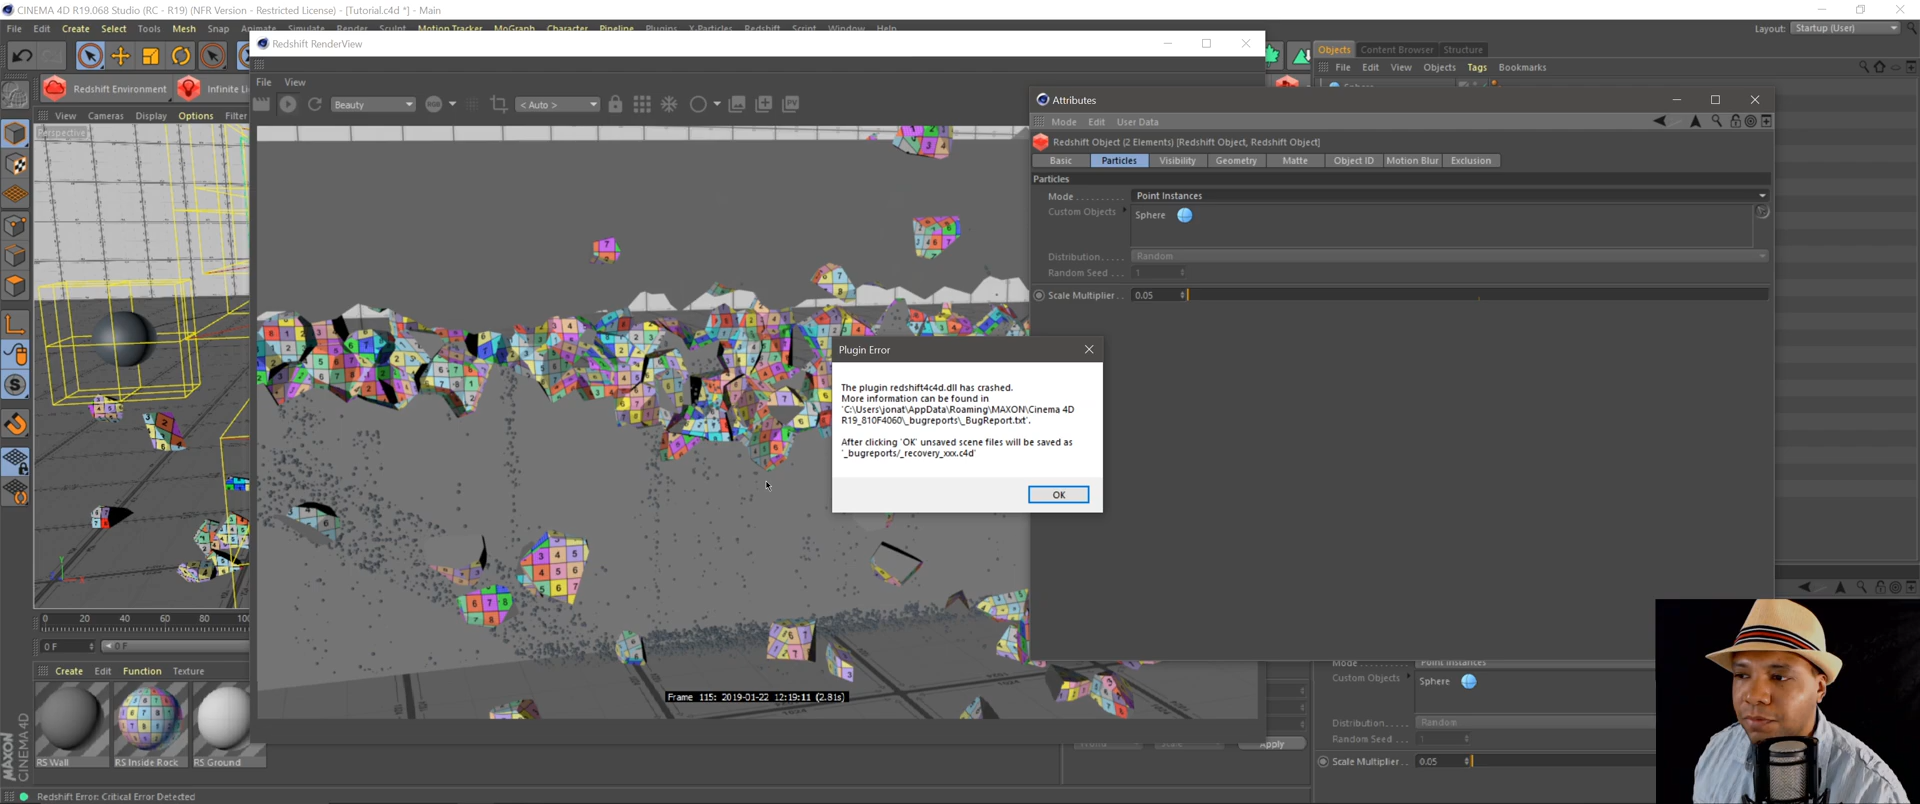 CINEMA 4D R19.068 Studio (RC - R19) (NFR Version - Restricted License) - [Tutorial.c4d *] - Main
File Edit Create Select Tools Mesh Snap Animate Simulate Render Sculpt Motion Tracker MoGraph Character Pipeline Plugins X-Particles Redshift Script Window Help
Layout: Startup (User)
Redshift RenderView
Objects Content Browser Structure
File Edit View Objects Tags Bookmarks
Redshift Environment
Infinite Li
File View
Beauty
< Auto >
View Cameras Display Options Filter
Perspective
Attributes
Mode Edit User Data
Redshift Object (2 Elements) [Redshift Object, Redshift Object]
Basic Particles Visibility Geometry Matte Object ID Motion Blur Exclusion
Particles
Mode . . . . . . . . . . Point Instances
Custom Objects Sphere
Distribution. . . . . Random
Random Seed . . . 1
Scale Multiplier . . 0.05
Plugin Error
The plugin redshift4c4d.dll has crashed.
More information can be found in
'C:\Users\jonat\AppData\Roaming\MAXON\Cinema 4D
R19_810F4060\_bugreports\_BugReport.txt'.
After clicking 'OK' unsaved scene files will be saved as
'_bugreports/_recovery_xxx.c4d'
OK
Frame 115: 2019-01-22 12:19:11 (2.81s)
0 20 40 60 80 100
0 F
0 F
Create Edit Function Texture
RS Wall
RS Inside Rock
RS Ground
MAXON
CINEMA 4D
Apply
Mode . . . . . . . . . . Point Instances
Custom Objects Sphere
Distribution. . . . . Random
Random Seed . . . 1
Scale Multiplier . . 0.05
Redshift Error: Critical Error Detected